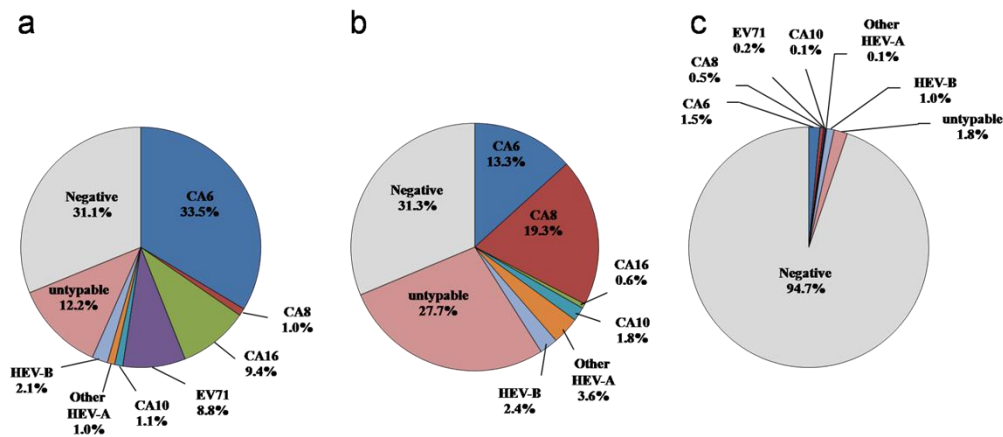 a
Negative
31.1%
CA6
33.5%
untypable
12.2%
CA8
1.0%
CA16
9.4%
EV71
8.8%
CA10
1.1%
Other
HEV-A
1.0%
HEV-B
2.1%
b
Negative
31.3%
CA6
13.3%
CA8
19.3%
CA16
0.6%
CA10
1.8%
Other
HEV-A
3.6%
HEV-B
2.4%
untypable
27.7%
c
CA6
1.5%
CA8
0.5%
EV71
0.2%
CA10
0.1%
Other
HEV-A
0.1%
HEV-B
1.0%
untypable
1.8%
Negative
94.7%